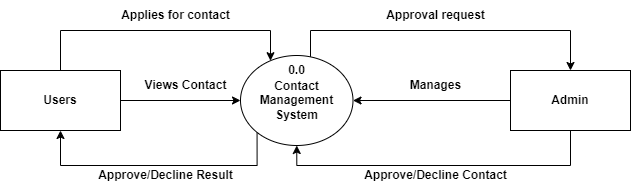 Applies for contact
Approval request
0.0
Contact
Management
System
Users
Views Contact
Manages
Admin
Approve/Decline Result
Approve/Decline Contact